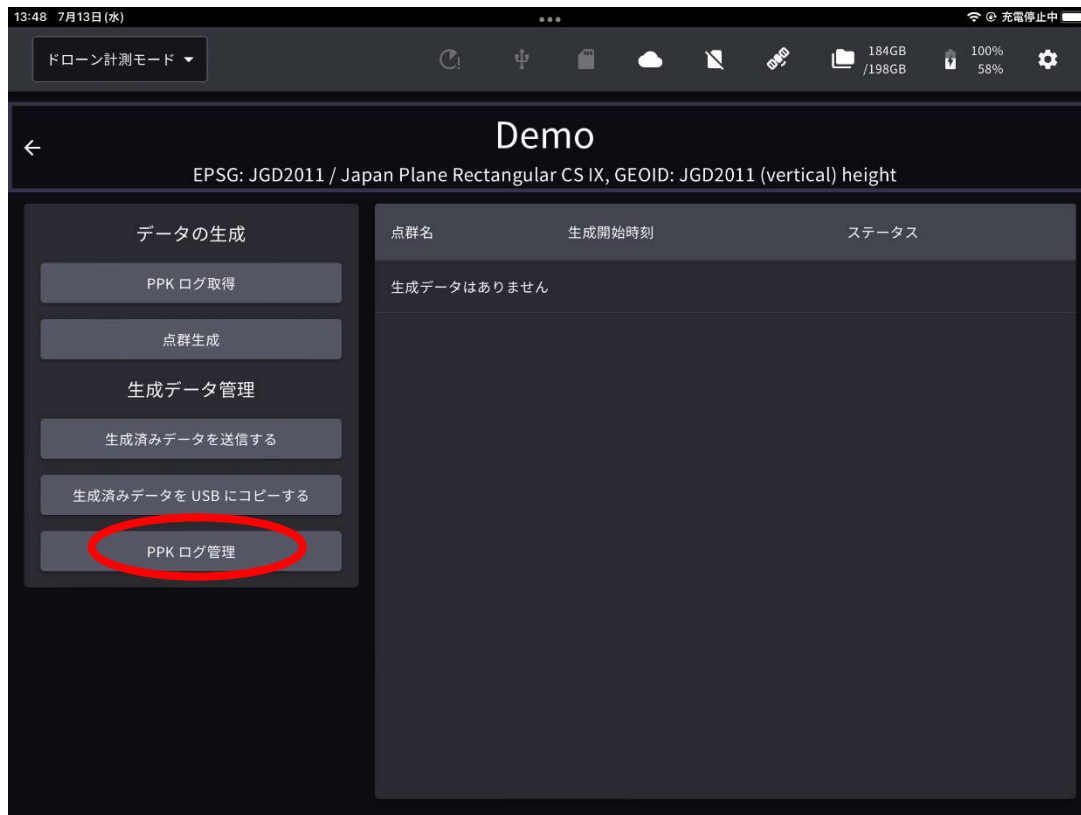 13:48 7月13日(水)
充電停止中
ドローン計測モード
184GB
/198GB
100%
58%
Demo
EPSG: JGD2011 / Japan Plane Rectangular CS IX, GEOID: JGD2011 (vertical) height
データの生成
PPK ログ取得
点群生成
生成データ管理
生成済みデータを送信する
生成済みデータを USB にコピーする
PPK ログ管理
点群名 生成開始時刻 ステータス
生成データはありません